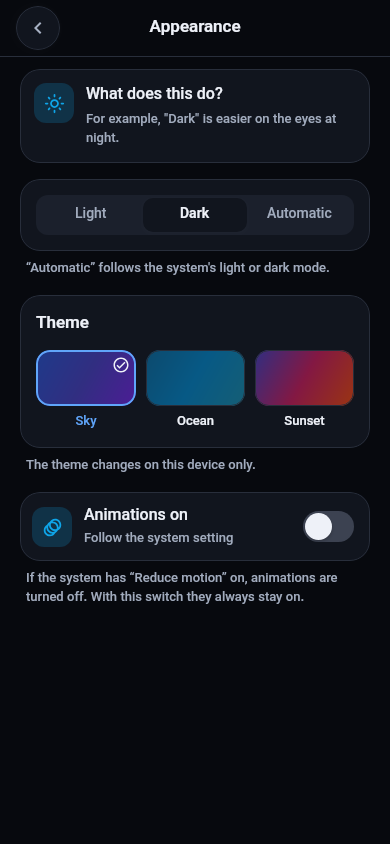 Appearance
What does this do?
For example, "Dark" is easier on the eyes at
night.
Light
Dark
Automatic
“Automatic” follows the system's light or dark mode.
Theme
Sky
Ocean
Sunset
The theme changes on this device only.
Animations on
Follow the system setting
If the system has “Reduce motion” on, animations are
turned off. With this switch they always stay on.